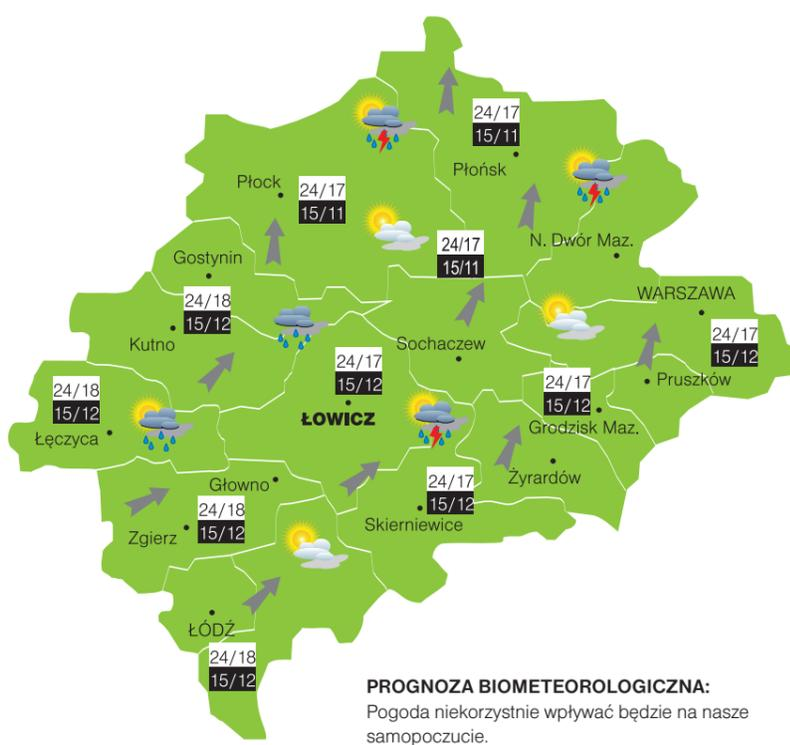 24/17
15/11
Płońsk
Płock
24/17
15/11
24/17
15/11
N. Dwór Maz.
Gostynin
24/18
15/12
Kutno
WARSZAWA
24/17
15/12
Sochaczew
24/17
15/12
ŁOWICZ
24/17
15/12
Pruszków
Grodzisk Maz.
24/18
15/12
Łęczyca
Żyrardów
Głowno
24/17
15/12
Skierniewice
24/18
15/12
Zgierz
ŁÓDŹ
24/18
15/12
PROGNOZA BIOMETEOROLOGICZNA:
Pogoda niekorzystnie wpływać będzie na nasze
samopoczucie.